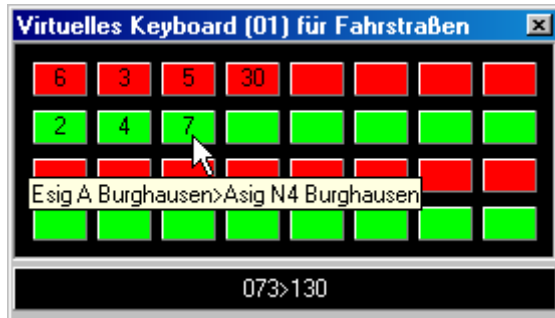 Virtuelles Keyboard (01) für Fahrstraßen
6 3 5 30
2 4 7
Esig A Burghausen>Asig N4 Burghausen
073>130